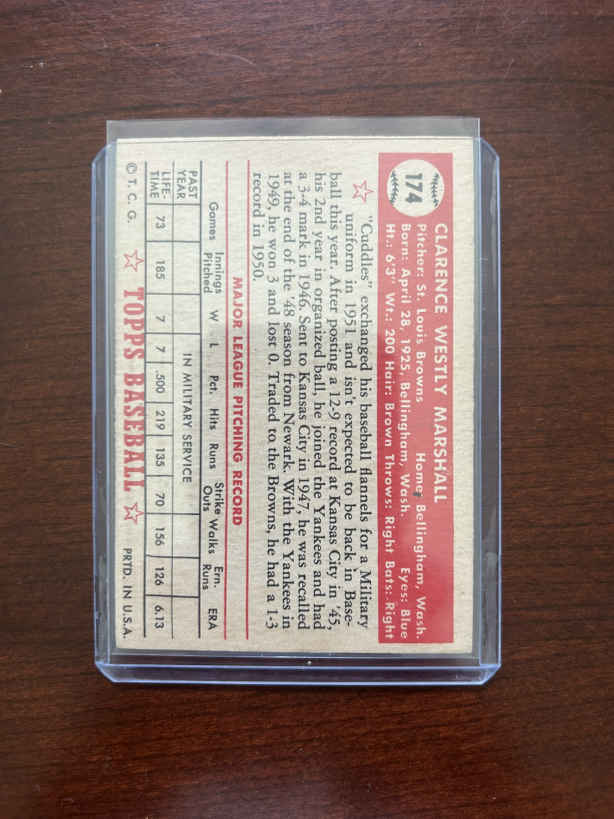 174
CLARENCE WESTLY MARSHALL
Pitcher: St. Louis Browns Home: Bellingham, Wash.
Born: April 28, 1925, Bellingham, Wash. Eyes: Blue
Ht.: 6'3" Wt.: 200 Hair: Brown Throws: Right Bats: Right
"Cuddles" exchanged his baseball flannels for a Military
uniform in 1951 and isn't expected to be back in Base-
ball this year. After posting a 12-9 record at Kansas City in '45,
his 2nd year in organized ball, he joined the Yankees and had
a 3-4 mark in 1946. Sent to Kansas City in 1947, he was recalled
at the end of the '48 season from Newark. With the Yankees in
1949, he won 3 and lost 0. Traded to the Browns, he had a 1-3
record in 1950.
MAJOR LEAGUE PITCHING RECORD
Games Innings Pitched W L Pct. Hits Runs Strike Outs Walks Ern. Runs ERA
PAST YEAR IN MILITARY SERVICE
LIFE-TIME 73 185 7 7 .500 219 135 70 156 126 6.13
© T. C. G. TOPPS BASEBALL PRTD. IN U.S.A.